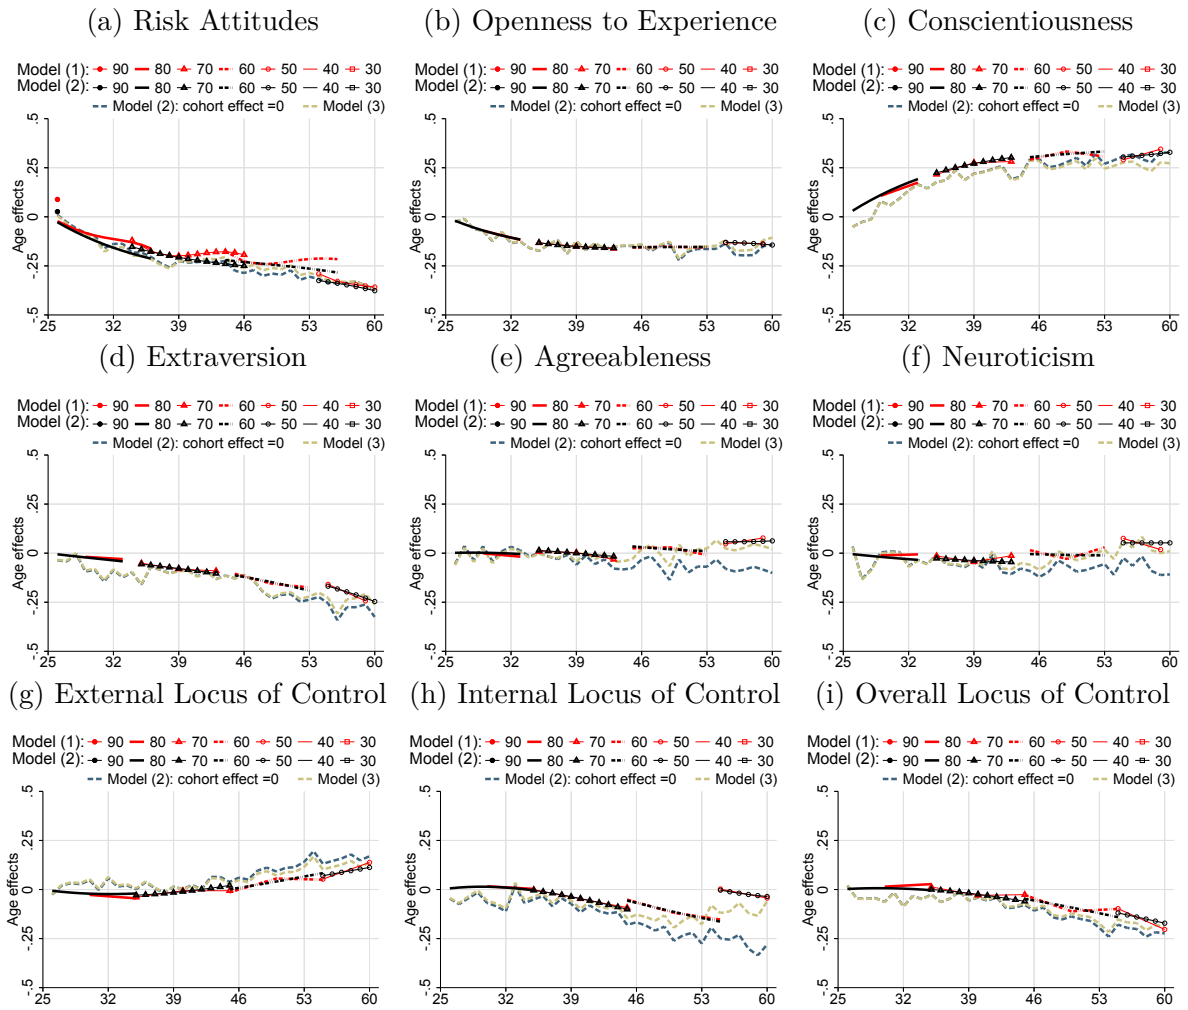 (a) Risk Attitudes
(b) Openness to Experience
(c) Conscientiousness
Model (1): 90 80 70 60 50 40 30
Model (2): 90 80 70 60 50 40 30
Model (2): cohort effect =0 Model (3)
Age effects
.5
.25
0
-.25
-.5
25 32 39 46 53 60
Model (1): 90 80 70 60 50 40 30
Model (2): 90 80 70 60 50 40 30
Model (2): cohort effect =0 Model (3)
Age effects
.5
.25
0
-.25
-.5
25 32 39 46 53 60
Model (1): 90 80 70 60 50 40 30
Model (2): 90 80 70 60 50 40 30
Model (2): cohort effect =0 Model (3)
Age effects
.5
.25
0
-.25
-.5
25 32 39 46 53 60
(d) Extraversion
(e) Agreeableness
(f) Neuroticism
Model (1): 90 80 70 60 50 40 30
Model (2): 90 80 70 60 50 40 30
Model (2): cohort effect =0 Model (3)
Age effects
.5
.25
0
-.25
-.5
25 32 39 46 53 60
Model (1): 90 80 70 60 50 40 30
Model (2): 90 80 70 60 50 40 30
Model (2): cohort effect =0 Model (3)
Age effects
.5
.25
0
-.25
-.5
25 32 39 46 53 60
Model (1): 90 80 70 60 50 40 30
Model (2): 90 80 70 60 50 40 30
Model (2): cohort effect =0 Model (3)
Age effects
.5
.25
0
-.25
-.5
25 32 39 46 53 60
(g) External Locus of Control
(h) Internal Locus of Control
(i) Overall Locus of Control
Model (1): 90 80 70 60 50 40 30
Model (2): 90 80 70 60 50 40 30
Model (2): cohort effect =0 Model (3)
Age effects
.5
.25
0
-.25
-.5
25 32 39 46 53 60
Model (1): 90 80 70 60 50 40 30
Model (2): 90 80 70 60 50 40 30
Model (2): cohort effect =0 Model (3)
Age effects
.5
.25
0
-.25
-.5
25 32 39 46 53 60
Model (1): 90 80 70 60 50 40 30
Model (2): 90 80 70 60 50 40 30
Model (2): cohort effect =0 Model (3)
Age effects
.5
.25
0
-.25
-.5
25 32 39 46 53 60